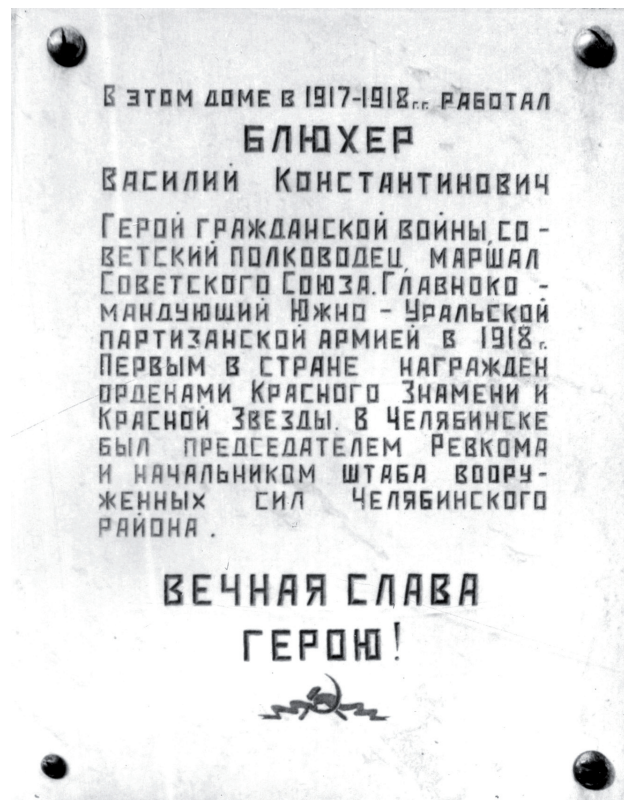 В ЭТОМ ДОМЕ В 1917-1918г.г. РАБОТАЛ
БЛЮХЕР
ВАСИЛИЙ КОНСТАНТИНОВИЧ
ГЕРОЙ ГРАЖДАНСКОЙ ВОЙНЫ, СО-
ВЕТСКИЙ ПОЛКОВОДЕЦ, МАРШАЛ
СОВЕТСКОГО СОЮЗА. ГЛАВНОКО-
МАНДУЮЩИЙ ЮЖНО-УРАЛЬСКОЙ
ПАРТИЗАНСКОЙ АРМИЕЙ В 1918г.
ПЕРВЫМ В СТРАНЕ НАГРАЖДЕН
ОРДЕНАМИ КРАСНОГО ЗНАМЕНИ И
КРАСНОЙ ЗВЕЗДЫ. В ЧЕЛЯБИНСКЕ
БЫЛ ПРЕДСЕДАТЕЛЕМ РЕВКОМА
И НАЧАЛЬНИКОМ ШТАБА ВООРУ-
ЖЕННЫХ СИЛ ЧЕЛЯБИНСКОГО
РАЙОНА.
ВЕЧНАЯ СЛАВА
ГЕРОЮ!